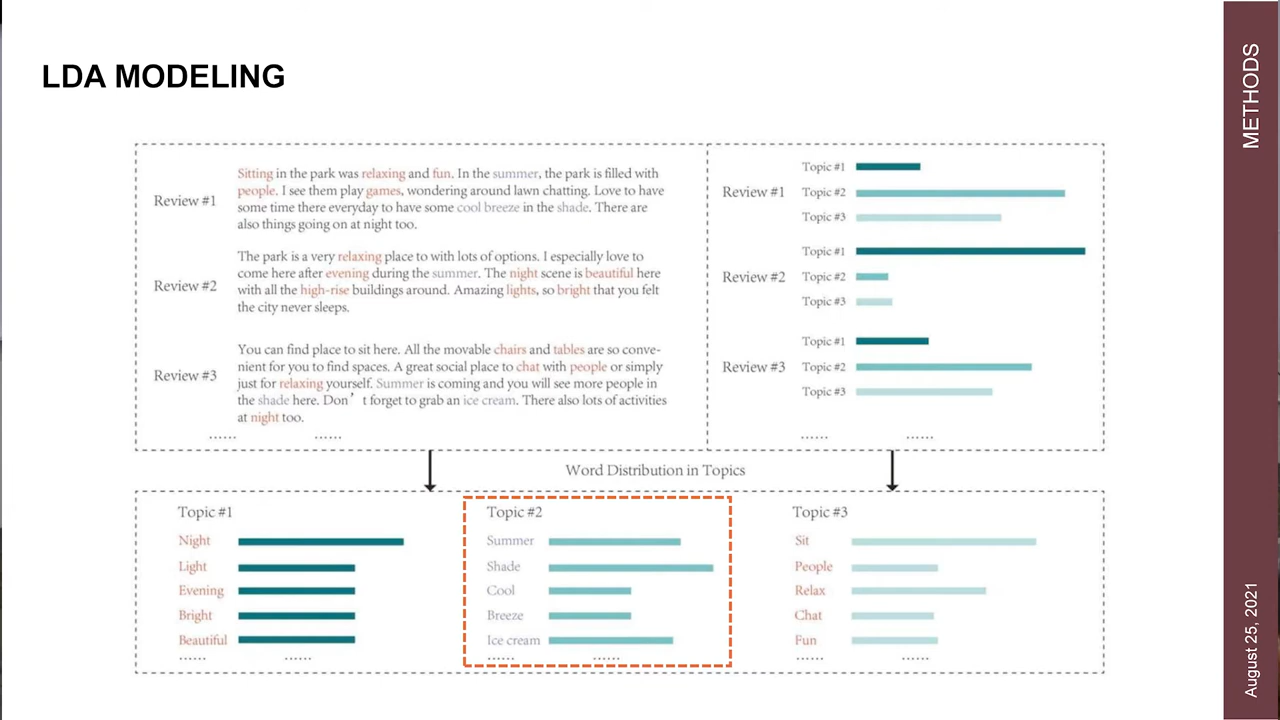 LDA MODELING
METHODS
Review #1
Sitting in the park was relaxing and fun. In the summer, the park is filled with
people. I see them play games, wondering around lawn chatting. Love to have
some time there everyday to have some cool breeze in the shade. There are
also things going on at night too.
Review #2
The park is a very relaxing place to with lots of options. I especially love to
come here after evening during the summer. The night scene is beautiful here
with all the high-rise buildings around. Amazing lights, so bright that you felt
the city never sleeps.
Review #3
You can find place to sit here. All the movable chairs and tables are so conve-
nient for you to find spaces. A great social place to chat with people or simply
just for relaxing yourself. Summer is coming and you will see more people in
the shade here. Don’t forget to grab an ice cream. There also lots of activities
at night too.
...... ......
Review #1
Topic #1
Topic #2
Topic #3
Review #2
Topic #1
Topic #2
Topic #3
Review #3
Topic #1
Topic #2
Topic #3
...... ......
Word Distribution in Topics
Topic #1
Night
Light
Evening
Bright
Beautiful
...... ......
Topic #2
Summer
Shade
Cool
Breeze
Ice cream
...... ......
Topic #3
Sit
People
Relax
Chat
Fun
...... ......
August 25, 2021